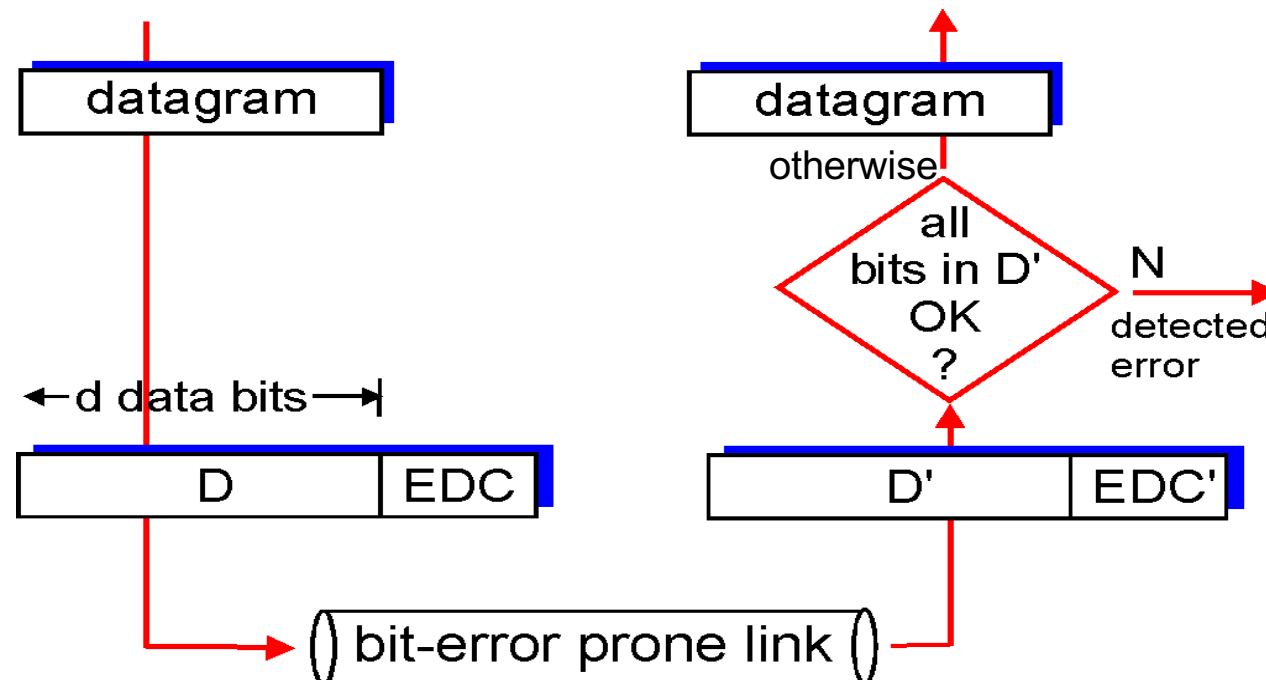 datagram
datagram
otherwise
all
bits in D'
OK
?
N
detected
error
d data bits
D
EDC
D'
EDC'
bit-error prone link